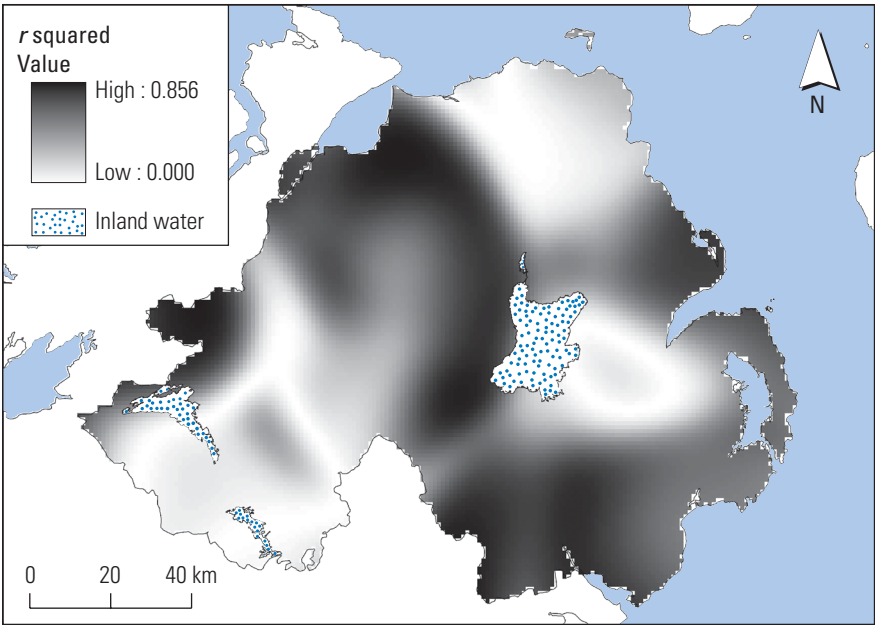 r squared
Value
High : 0.856
Low : 0.000
Inland water
N
0 20 40 km